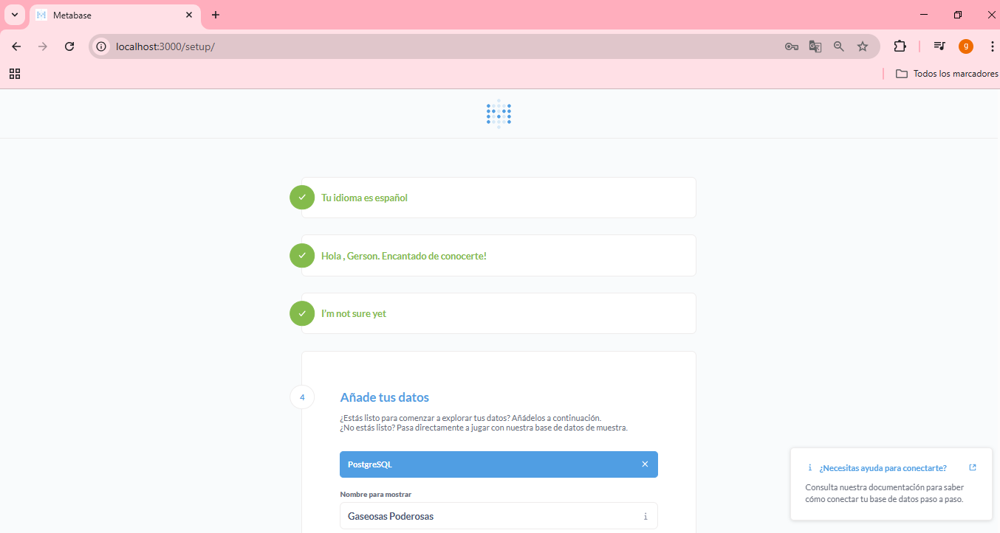 Metabase
localhost:3000/setup/
g
Todos los marcadores
Tu idioma es español
Hola , Gerson. Encantado de conocerte!
I'm not sure yet
4
Añade tus datos
¿Estás listo para comenzar a explorar tus datos? Añádelos a continuación.
¿No estás listo? Pasa directamente a jugar con nuestra base de datos de muestra.
PostgreSQL
Nombre para mostrar
Gaseosas Poderosas
¿Necesitas ayuda para conectarte?
Consulta nuestra documentación para saber
cómo conectar tu base de datos paso a paso.